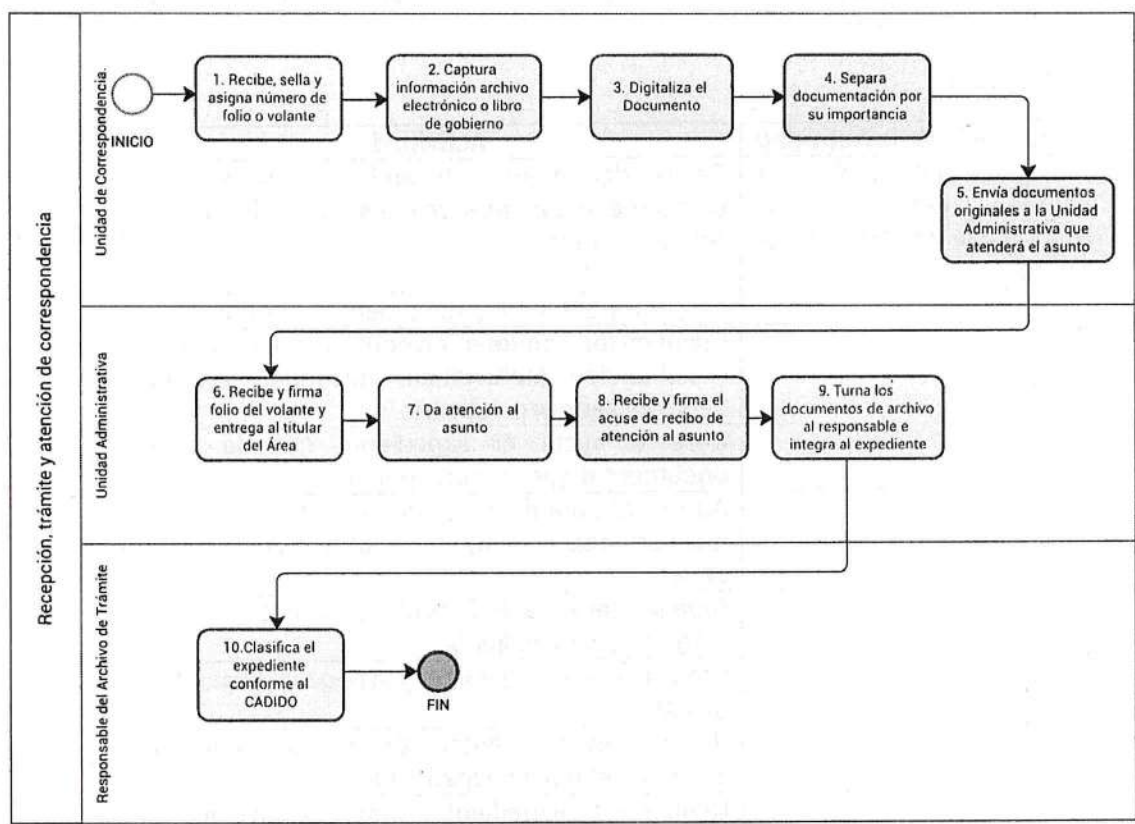 Recepción, trámite y atención de correspondencia
Unidad de Correspondencia.
INICIO
1. Recibe, sella y
asigna número de
folio o volante
2. Captura
información archivo
electrónico o libro
de gobierno
3. Digitaliza el
Documento
4. Separa
documentación por
su importancia
5. Envía documentos
originales a la Unidad
Administrativa que
atenderá el asunto
Unidad Administrativa
6. Recibe y firma
folio del volante y
entrega al titular
del Área
7. Da atención al
asunto
8. Recibe y firma el
acuse de recibo de
atención al asunto
9. Turna los
documentos de archivo
al responsable e
integra al expediente
Responsable del Archivo de Trámite
10.Clasifica el
expediente
conforme al
CADIDO
FIN